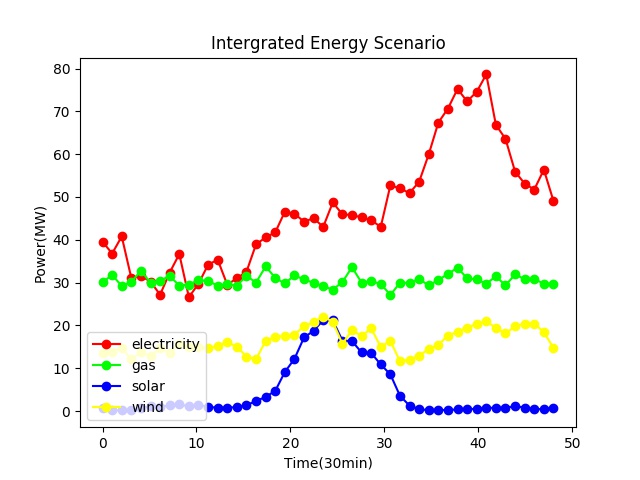 Intergrated Energy Scenario
80
70
60
50
40
30
20
10
0
Power(MW)
electricity
gas
solar
wind
0 10 20 30 40 50
Time(30min)